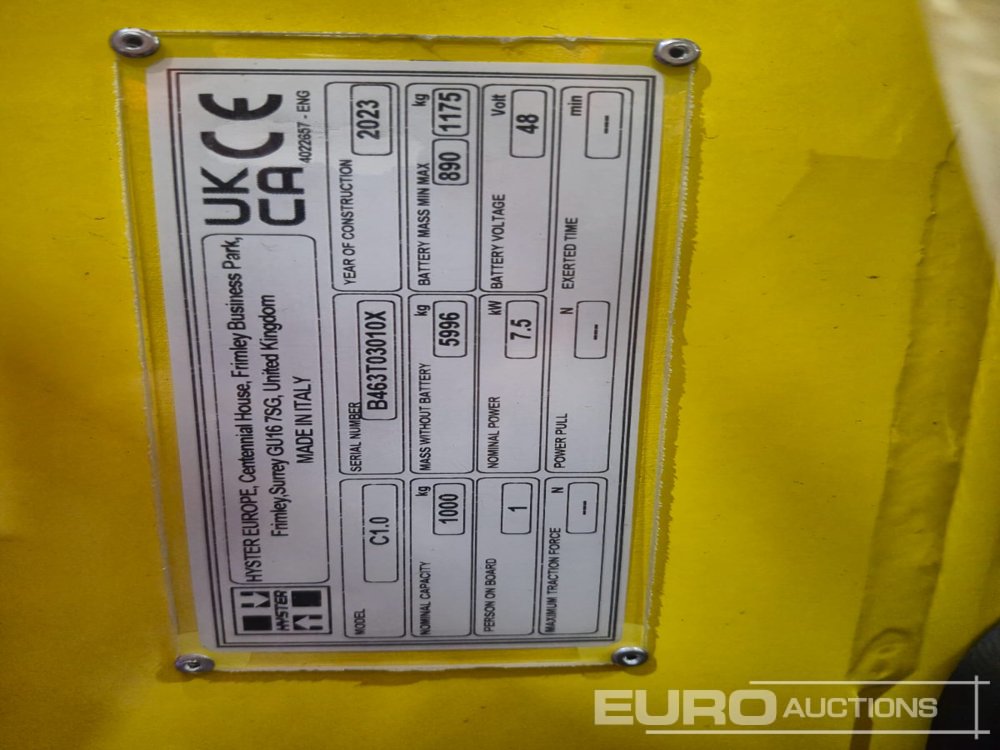 HYSTER
HYSTER EUROPE, Centennial House, Frimley Business Park,
Frimley,Surrey GU16 7SG, United Kingdom
MADE IN ITALY
UK
CA
CE
4022657 - ENG
MODEL
C1.0
SERIAL NUMBER
B463T03010X
YEAR OF CONSTRUCTION
2023
NOMINAL CAPACITY kg
1000
MASS WITHOUT BATTERY kg
5996
BATTERY MASS MIN MAX kg
890 1175
PERSON ON BOARD
1
NOMINAL POWER kW
7.5
BATTERY VOLTAGE Volt
48
MAXIMUM TRACTION FORCE N
---
POWER PULL N
---
EXERTED TIME min
---
EURO AUCTIONS